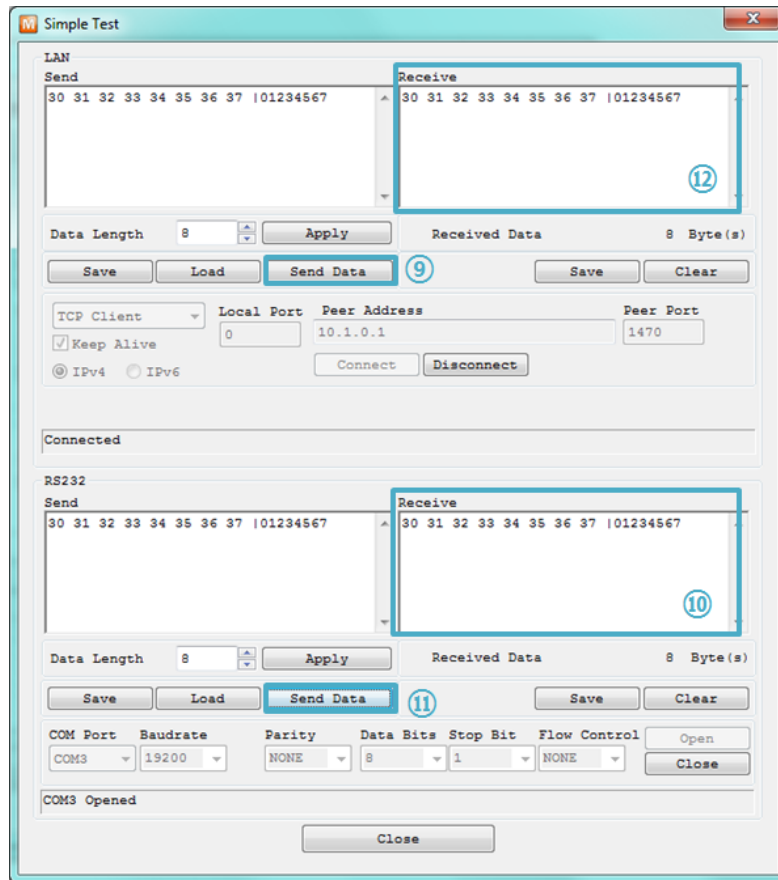 M Simple Test x
LAN
Send Receive
30 31 32 33 34 35 36 37 |01234567 30 31 32 33 34 35 36 37 |01234567
⑫
Data Length 8 Apply Received Data 8 Byte(s)
Save Load Send Data ⑨ Save Clear
TCP Client Local Port Peer Address Peer Port
Keep Alive 0 10.1.0.1 1470
IPv4 IPv6 Connect Disconnect
Connected
RS232
Send Receive
30 31 32 33 34 35 36 37 |01234567 30 31 32 33 34 35 36 37 |01234567
⑩
Data Length 8 Apply Received Data 8 Byte(s)
Save Load Send Data ⑪ Save Clear
COM Port Baudrate Parity Data Bits Stop Bit Flow Control Open
COM3 19200 NONE 8 1 NONE Close
COM3 Opened
Close